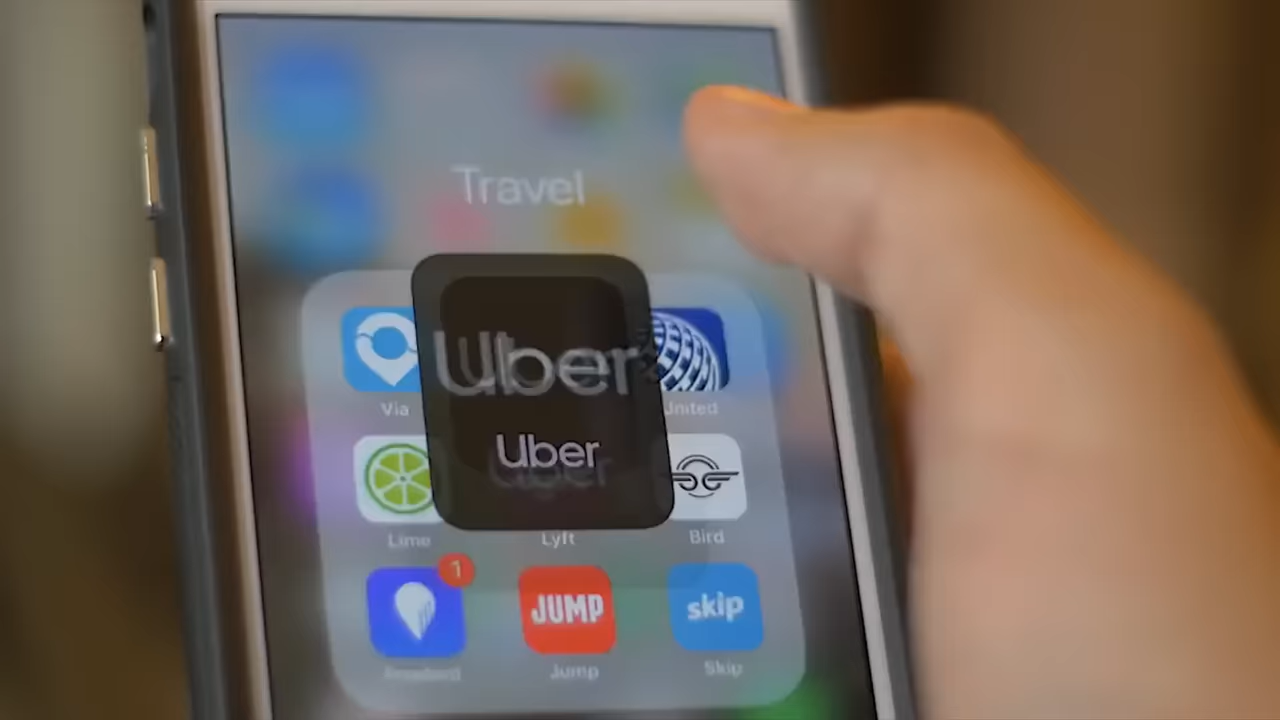 Travel
Uber
Uber
Via
United
Lime
Lyft
Bird
1
JUMP
skip
Jump
Skip